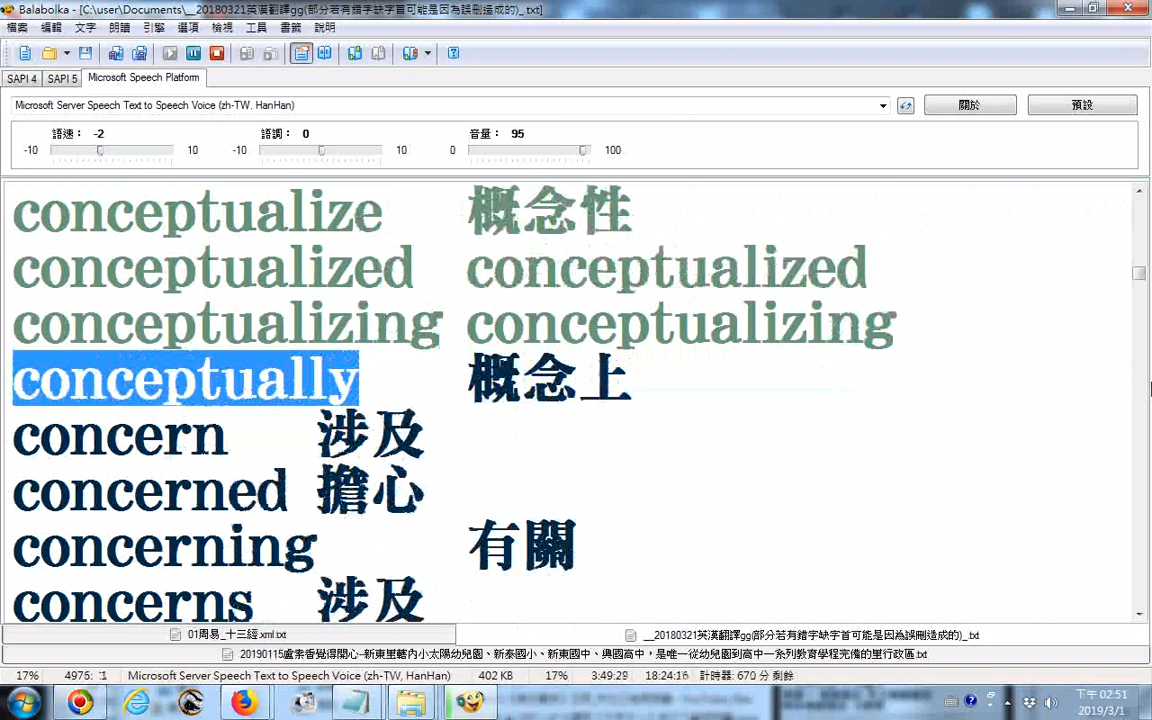 Balabolka - [C:\user\Documents\__20180321英漢翻譯gg(部分若有錯字缺字首可能是因為誤刪造成的)_.txt]
檔案 編輯 文字 朗讀 引擎 選項 檢視 工具 書籤 說明
SAPI 4 SAPI 5 Microsoft Speech Platform
Microsoft Server Speech Text to Speech Voice (zh-TW, HanHan) 關於 預設
語速： -2 語調： 0 音量： 95
-10 10 -10 10 0 100
conceptualize 概念性
conceptualized conceptualized
conceptualizing conceptualizing
conceptually 概念上
concern 涉及
concerned 擔心
concerning 有關
concerns 涉及
01周易_十三經.xml.txt __20180321英漢翻譯gg(部分若有錯字缺字首可能是因為誤刪造成的)_.txt
20190115盧素香覺得開心-新東里轄內小太陽幼兒園、新泰國小、新東國中、興國高中，是唯一從幼兒園到高中一系列教育學程完備的里行政區.txt
17% 4975: 1 Microsoft Server Speech Text to Speech Voice (zh-TW, HanHan) 402 KB 17% 3:49:29 18:24:16 計時器: 670 分 剩餘
下午 02:51
2019/3/1